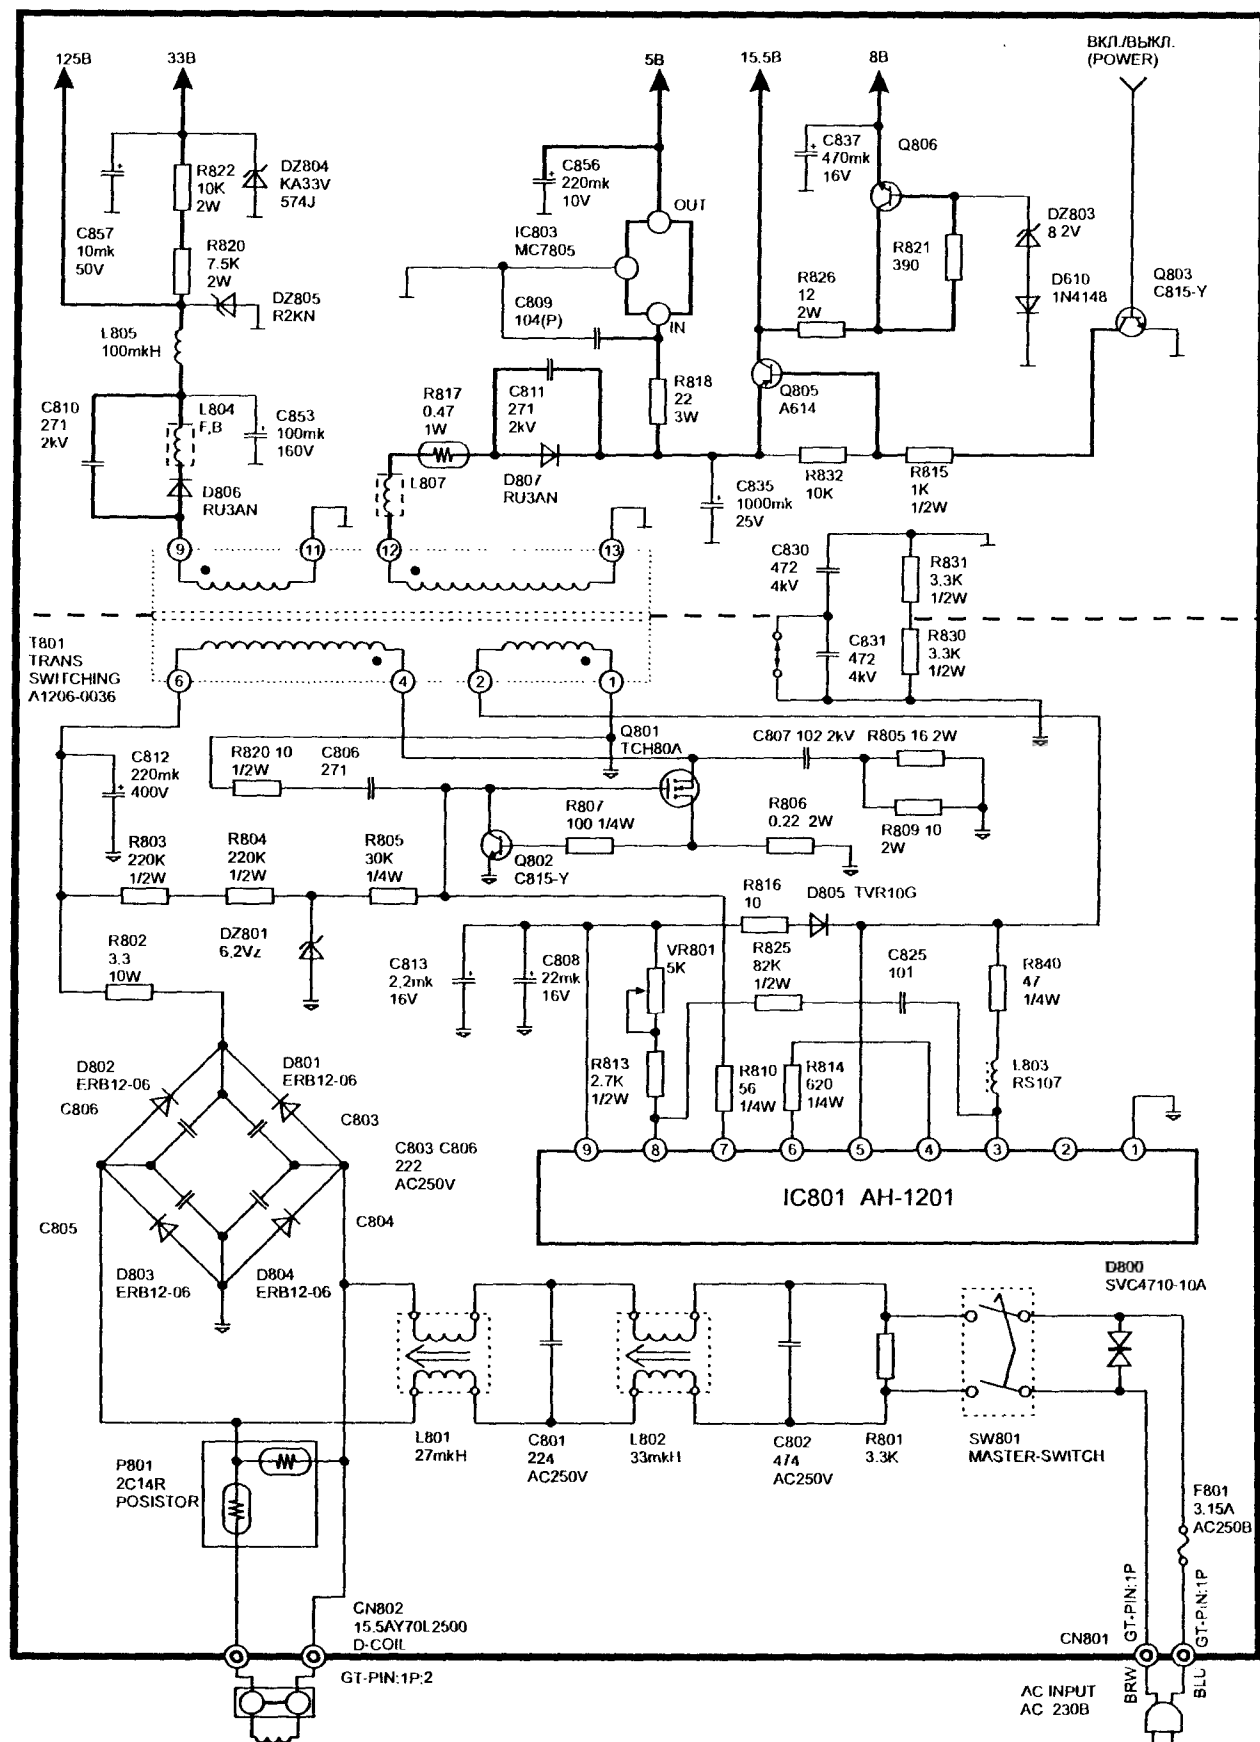 125В
33В
5В
15.5В
8В
ВКЛ./ВЫКЛ.
(POWER)
R822
10K
2W
DZ804
KA33V
574J
C857
10mk
50V
R820
7.5K
2W
DZ805
R2KN
L805
100mkH
C810
271
2kV
L804
F,B
C853
100mk
160V
D806
RU3AN
C856
220mk
10V
OUT
IC803
MC7805
C809
104(P)
IN
R817
0.47
1W
C811
271
2kV
R818
22
3W
L807
D807
RU3AN
C837
470mk
16V
Q806
R821
390
DZ803
8 2V
D610
1N4148
Q803
C815-Y
R826
12
2W
Q805
A614
C835
1000mk
25V
R832
10K
R815
1K
1/2W
9
11
12
13
C830
472
4kV
R831
3.3K
1/2W
C831
472
4kV
R830
3.3K
1/2W
T801
TRANS
SWITCHING
A1206-0036
6
4
2
1
C812
220mk
400V
R820 10
1/2W
C806
271
Q801
TCH80A
C807 102 2kV
R805 16 2W
R809 10
2W
R807
100 1/4W
R806
0.22 2W
Q802
C815-Y
R803
220K
1/2W
R804
220K
1/2W
R805
30K
1/4W
R802
3.3
10W
DZ801
6.2Vz
R816
10
D805 TVR10G
C813
2,2mk
16V
C808
22mk
16V
VR801
5K
R825
82K
1/2W
C825
101
R840
47
1/4W
R813
2.7K
1/2W
R810
56
1/4W
R814
620
1/4W
L803
RS107
D802
ERB12-06
D801
ERB12-06
C806
C803
C803 C806
222
AC250V
C805
C804
D803
ERB12-06
D804
ERB12-06
9
8
7
6
5
4
3
2
1
IC801 AH-1201
D800
SVC4710-10A
L801
27mkH
C801
224
AC250V
L802
33mkH
C802
474
AC250V
R801
3.3K
SW801
MASTER-SWITCH
P801
2C14R
POSISTOR
F801
3.15A
AC250В
CN802
15.5AY70L2500
D-COIL
GT-PIN:1P:2
GT-PIN:1P
GT-PIN:1P
CN801
BRW
BLU
AC INPUT
AC 230В